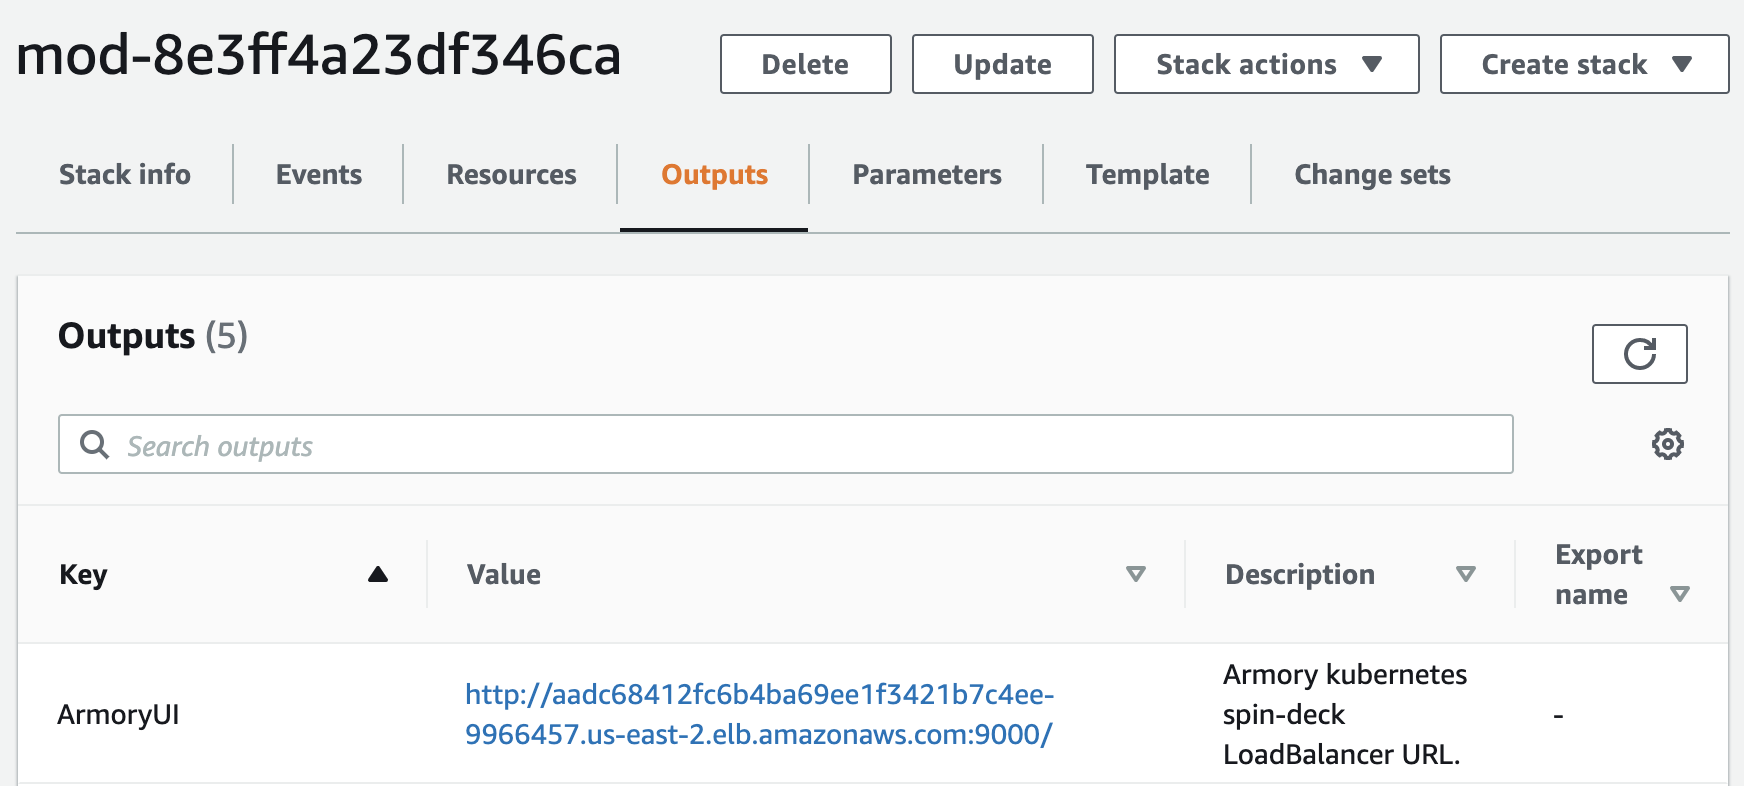 mod-8e3ff4a23df346ca
Delete
Update
Stack actions
Create stack
Stack info
Events
Resources
Outputs
Parameters
Template
Change sets
Outputs (5)
Search outputs
Key
Value
Description
Export
name
ArmoryUI
http://aadc68412fc6b4ba69ee1f3421b7c4ee-
9966457.us-east-2.elb.amazonaws.com:9000/
Armory kubernetes
spin-deck
LoadBalancer URL.
-